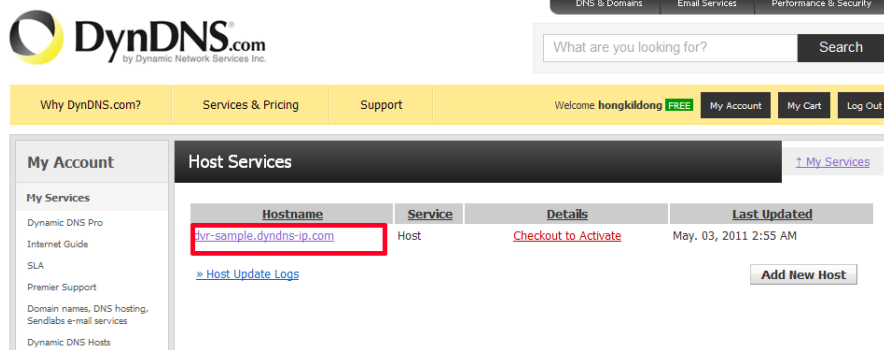 DNS & Domains Email Services Performance & Security
DynDNS.com
by Dynamic Network Services Inc.
What are you looking for? Search
Why DynDNS.com? Services & Pricing Support Welcome hongkildong FREE My Account My Cart Log Out
My Account
Host Services
↑ My Services
My Services
Dynamic DNS Pro
Internet Guide
SLA
Premier Support
Domain names, DNS hosting,
Sendlabs e-mail services
Dynamic DNS Hosts
Hostname Service Details Last Updated
dvr-sample.dyndns-ip.com Host Checkout to Activate May. 03, 2011 2:55 AM
» Host Update Logs
Add New Host